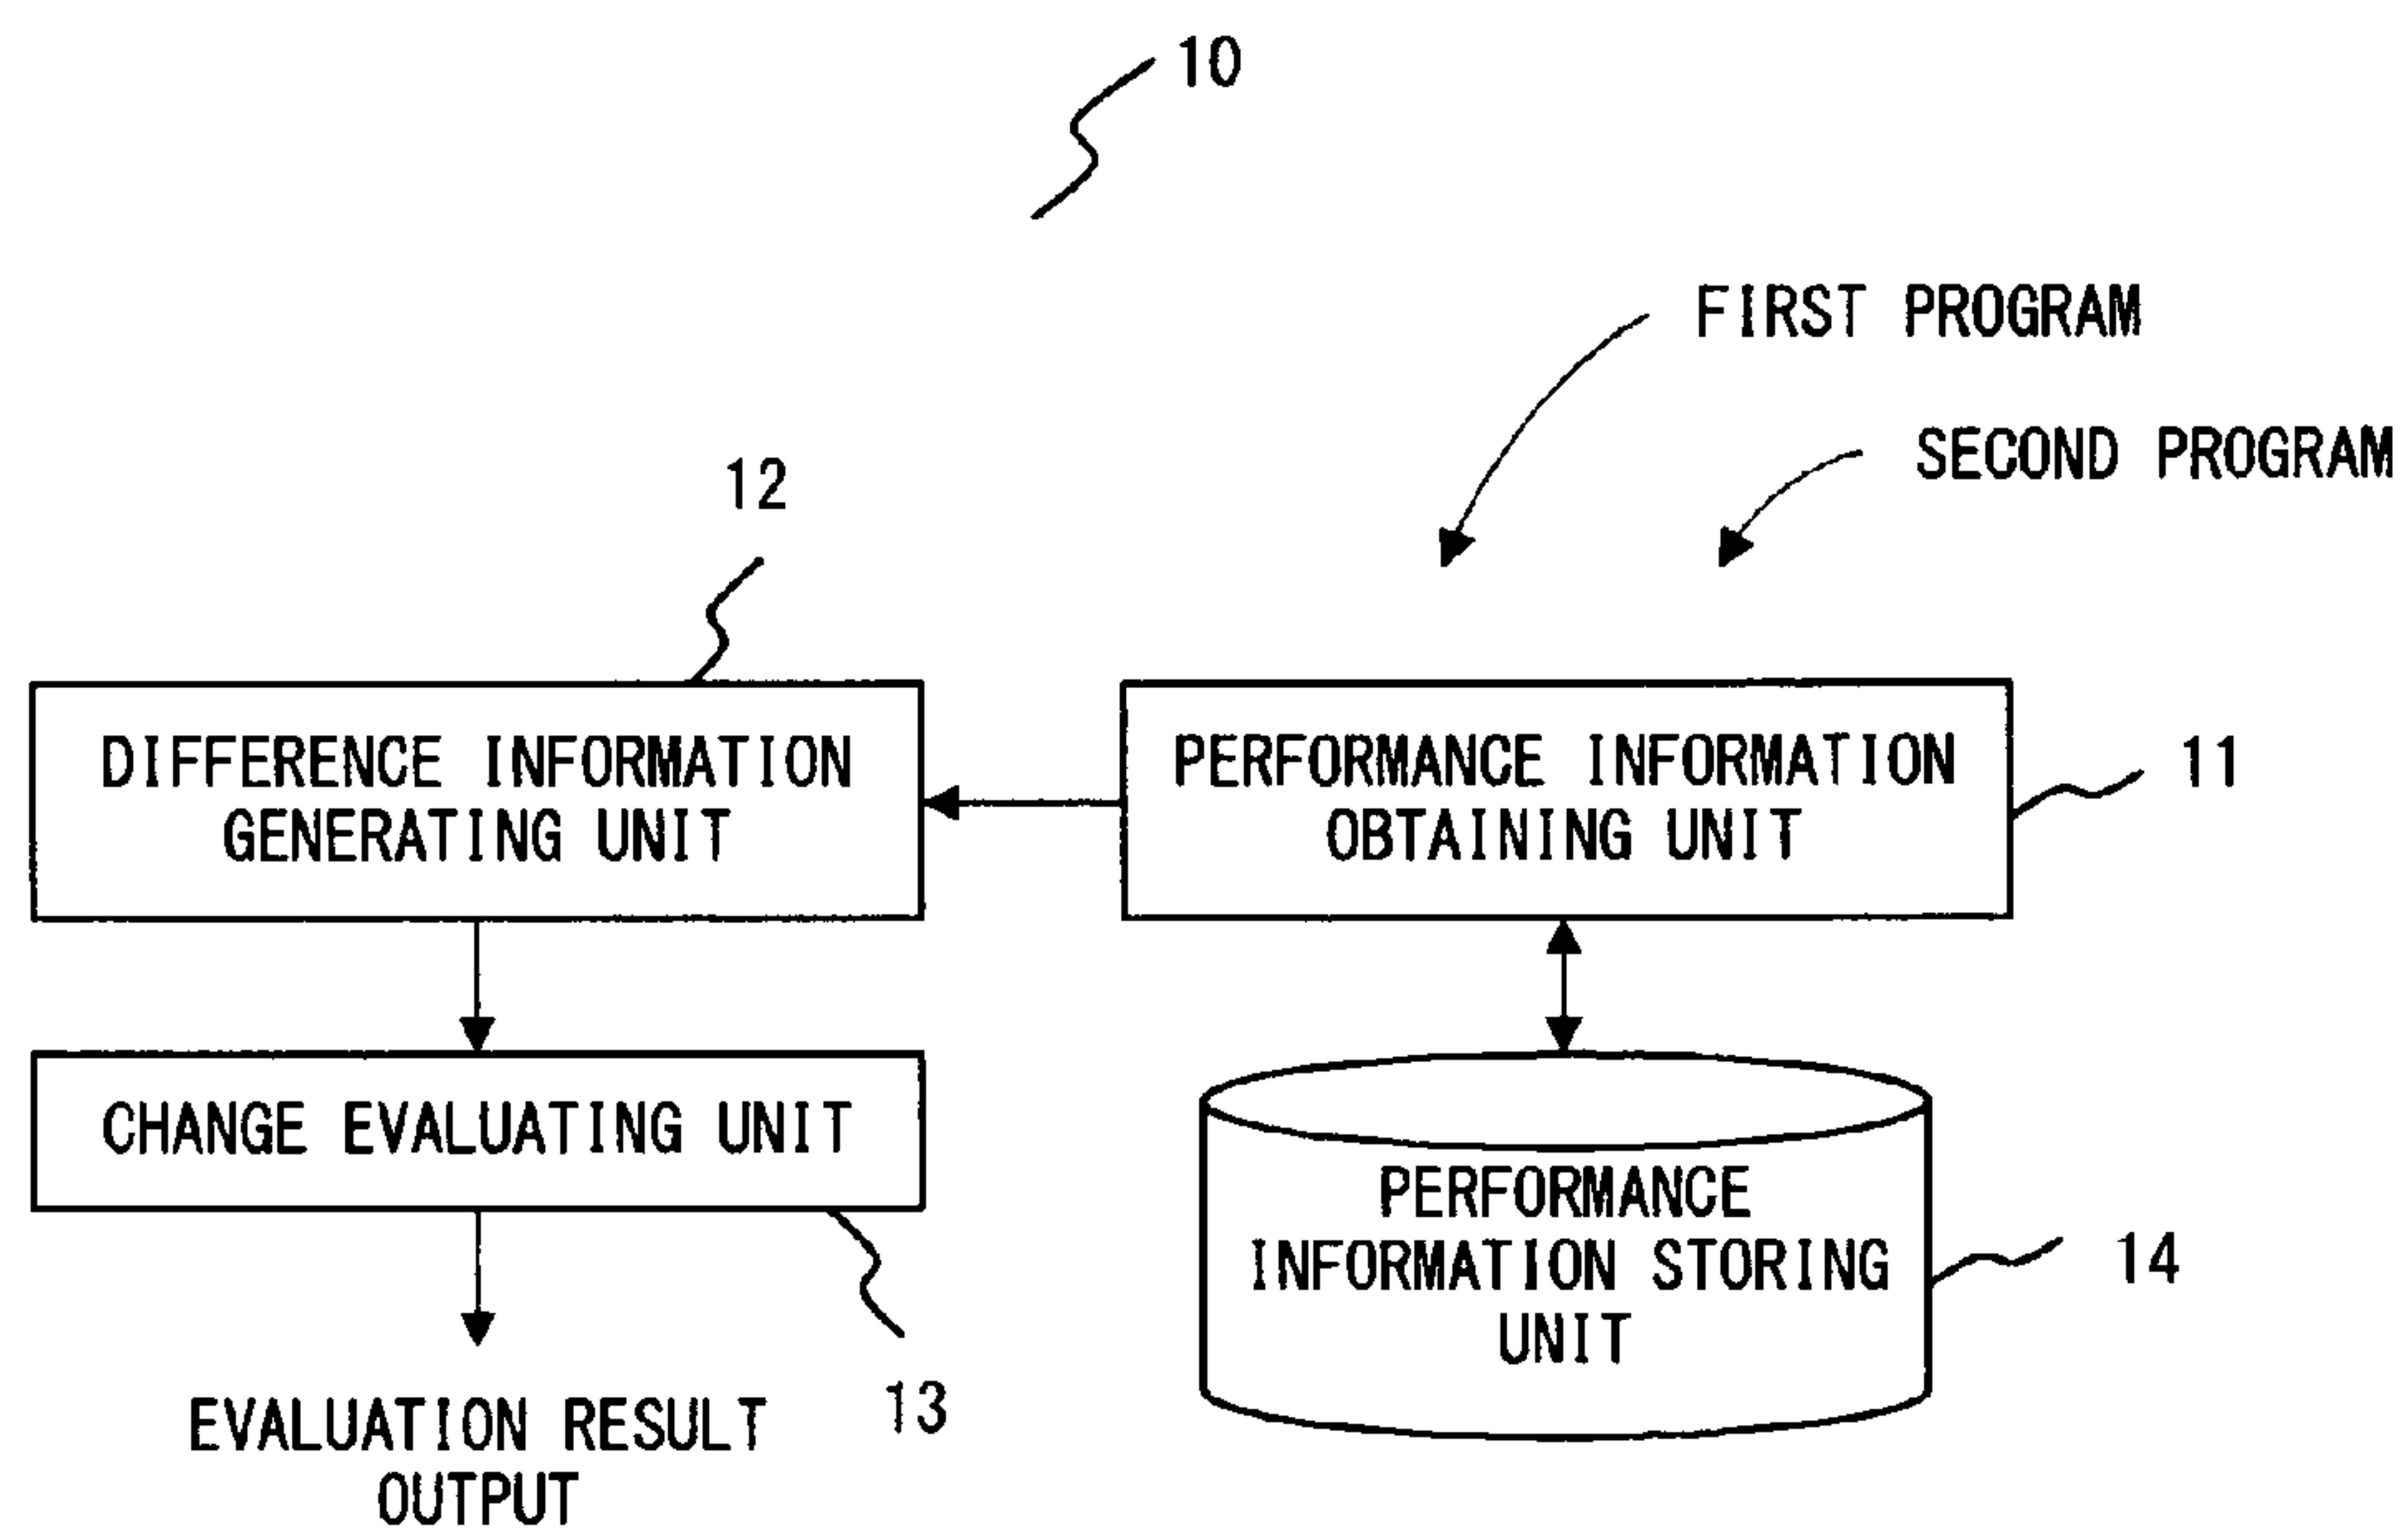 10
FIRST PROGRAM
SECOND PROGRAM
12
DIFFERENCE INFORMATION
GENERATING UNIT
PERFORMANCE INFORMATION
OBTAINING UNIT
11
CHANGE EVALUATING UNIT
PERFORMANCE
INFORMATION STORING
UNIT
14
13
EVALUATION RESULT
OUTPUT